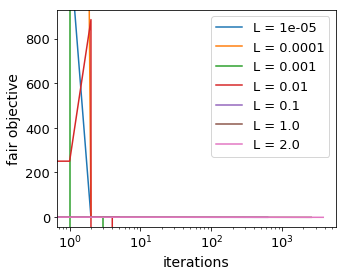 800
600
400
200
0
fair objective
10⁰ 10¹ 10² 10³
iterations
L = 1e-05
L = 0.0001
L = 0.001
L = 0.01
L = 0.1
L = 1.0
L = 2.0